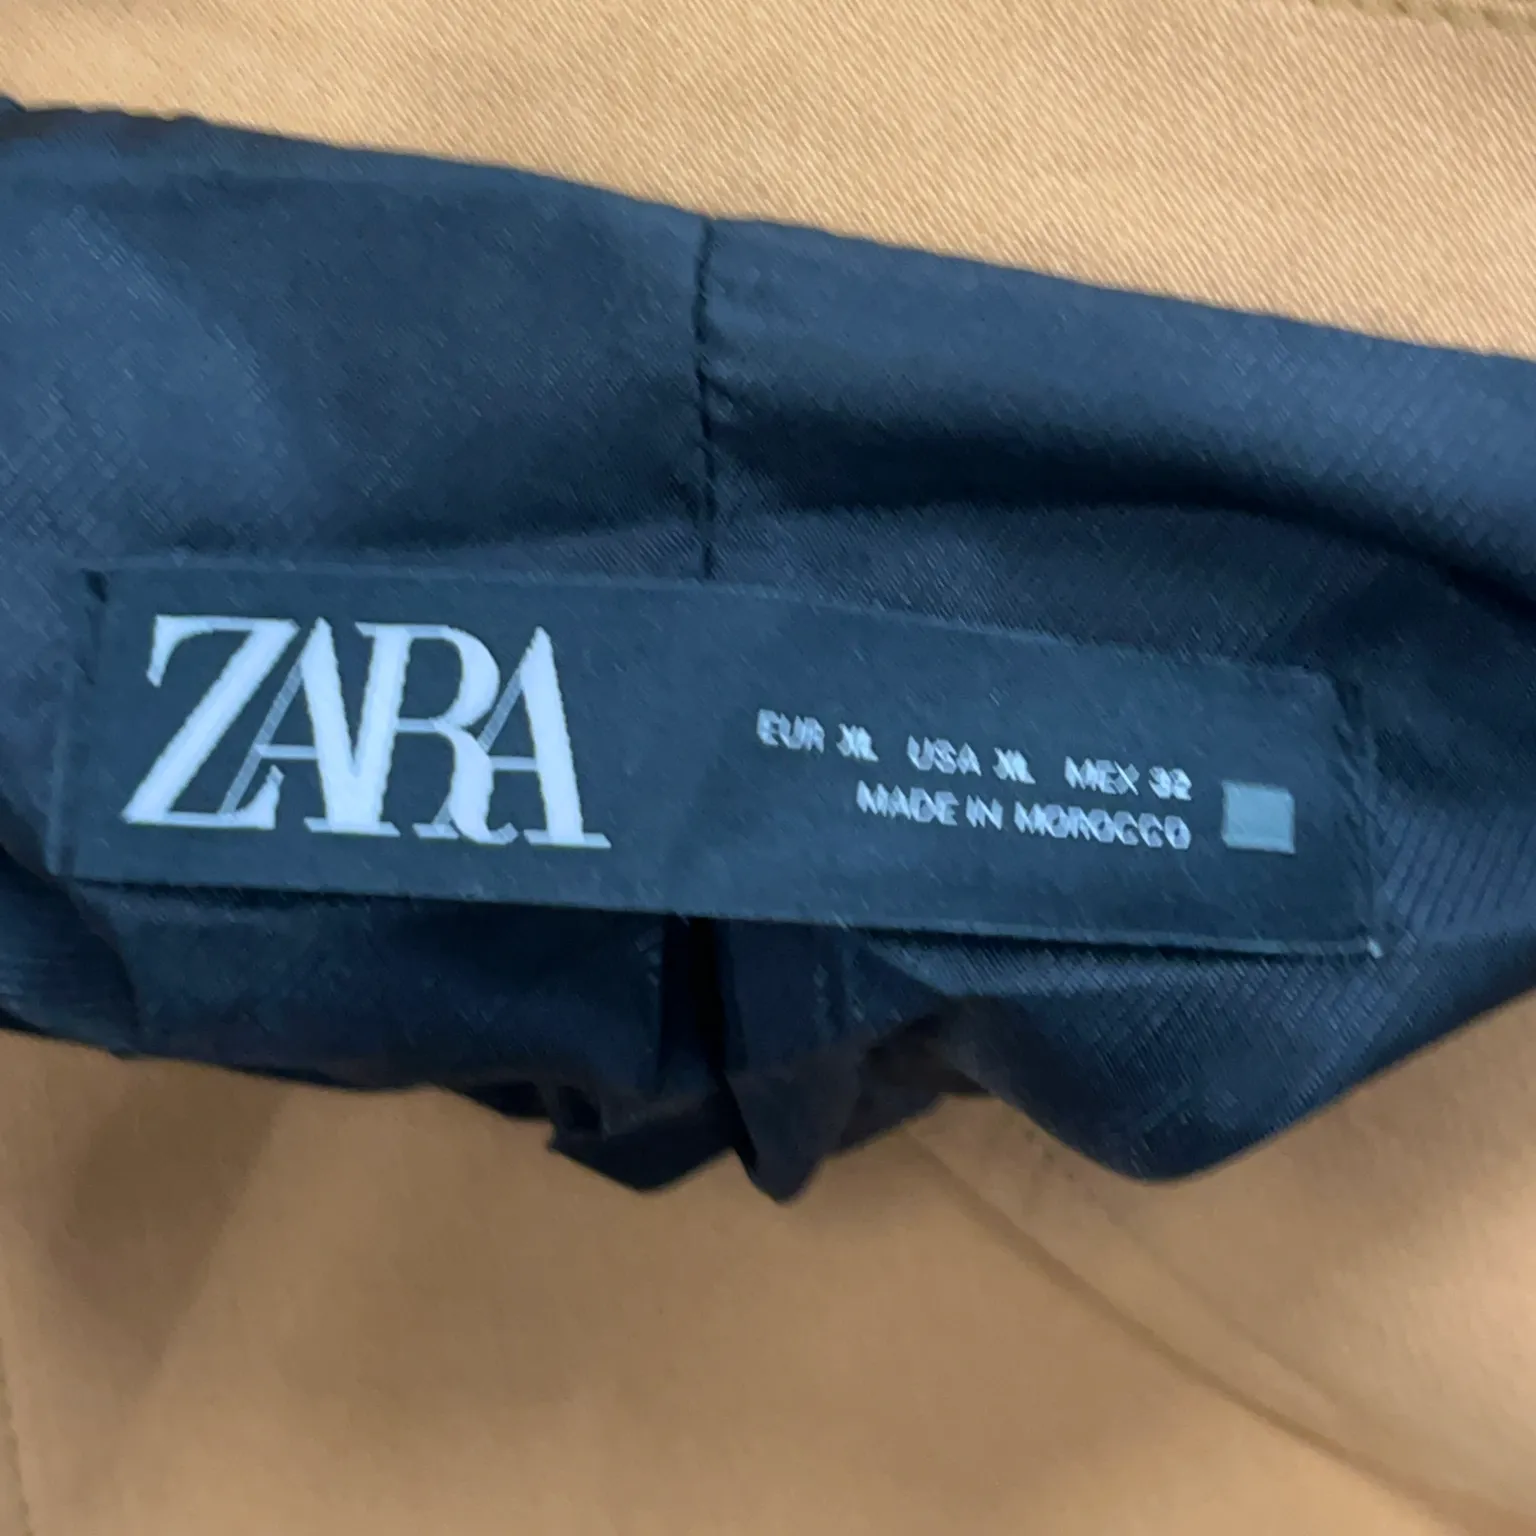 ZARA
EUR XL USA XL MEX 32
MADE IN MOROCCO